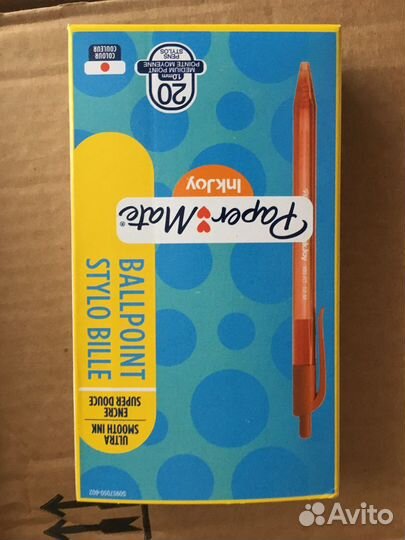 COLOUR
COULEUR
20
PENS
STYLOS
1.0mm
MEDIUM POINT
POINTE MOYENNE
InkJoy
Paper Mate®
BALLPOINT
STYLO BILLE
ULTRA
SMOOTH INK
ENCRE
SUPER DOUCE
Avito